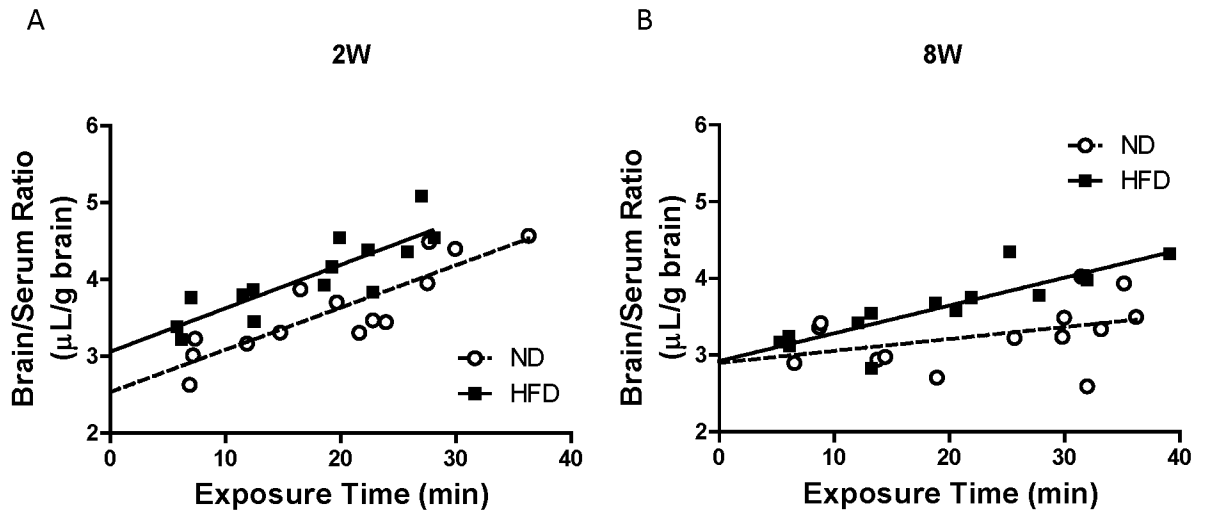 A
2W
6
5
4
3
2
0
10
20
30
40
Brain/Serum Ratio
(μL/g brain)
Exposure Time (min)
ND
HFD
B
8W
6
5
4
3
2
0
10
20
30
40
Brain/Serum Ratio
(μL/g brain)
Exposure Time (min)
ND
HFD